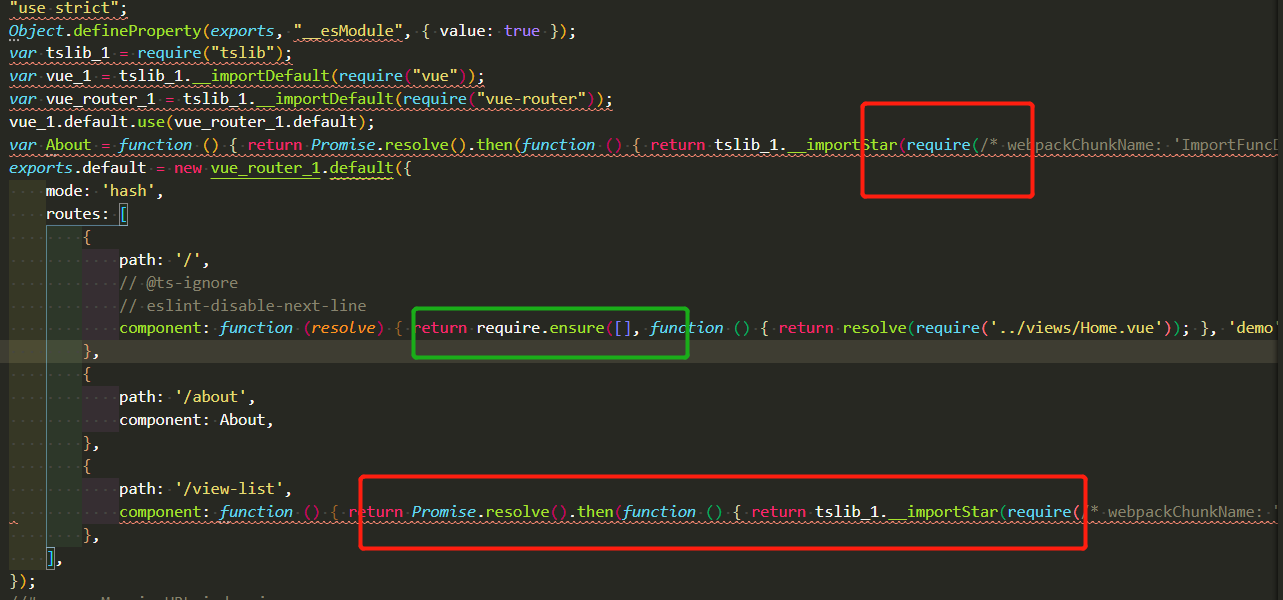 "use strict";
Object.defineProperty(exports, "__esModule", { value: true });
var tslib_1 = require("tslib");
var vue_1 = tslib_1.__importDefault(require("vue"));
var vue_router_1 = tslib_1.__importDefault(require("vue-router"));
vue_1.default.use(vue_router_1.default);
var About = function () { return Promise.resolve().then(function () { return tslib_1.__importStar(require(/* webpackChunkName: 'ImportFunc
exports.default = new vue_router_1.default({
mode: 'hash',
routes: [
{
path: '/',
// @ts-ignore
// eslint-disable-next-line
component: function (resolve) { return require.ensure([], function () { return resolve(require('../views/Home.vue')); }, 'demo'
},
{
path: '/about',
component: About,
},
{
path: '/view-list',
component: function () { return Promise.resolve().then(function () { return tslib_1.__importStar(require(/* webpackChunkName: '
},
],
});